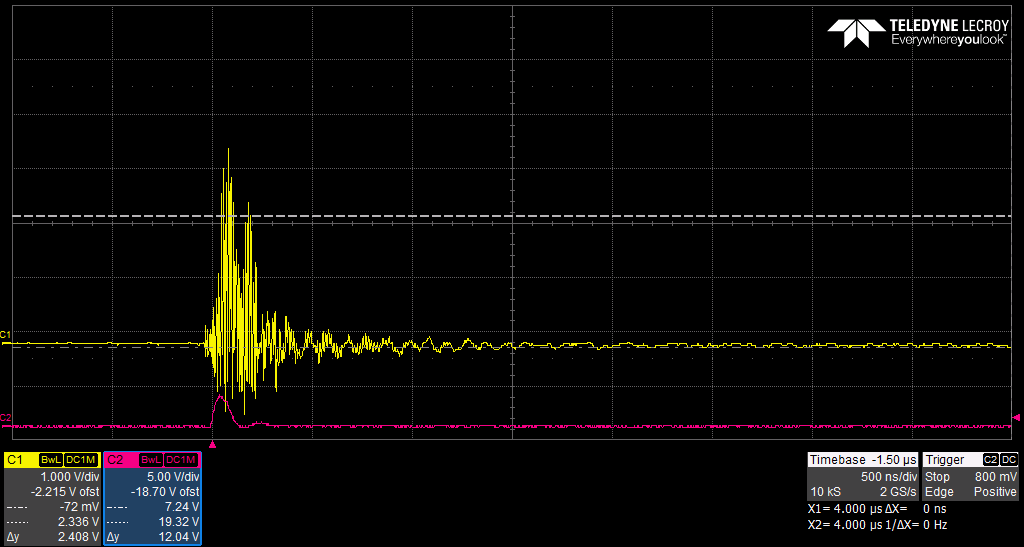 TELEDYNE LECROY
Everywhereyoulook™
C1
C2
C1 BwL DC1M
1.000 V/div
-2.215 V ofst
-72 mV
2.336 V
Δy 2.408 V
C2 BwL DC1M
5.00 V/div
-18.70 V ofst
7.24 V
19.32 V
Δy 12.04 V
Timebase -1.50 µs
500 ns/div
10 kS 2 GS/s
Trigger C2 DC
Stop 800 mV
Edge Positive
X1= 4.000 µs ΔX= 0 ns
X2= 4.000 µs 1/ΔX= 0 Hz